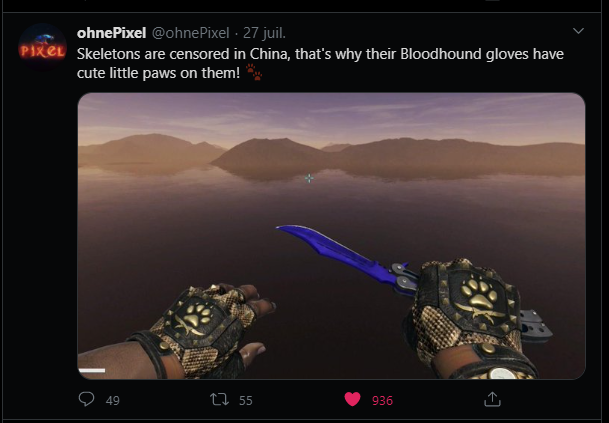 PIXEL
ohnePixel @ohnePixel · 27 juil.
Skeletons are censored in China, that's why their Bloodhound gloves have
cute little paws on them! 🐾
49 55 936